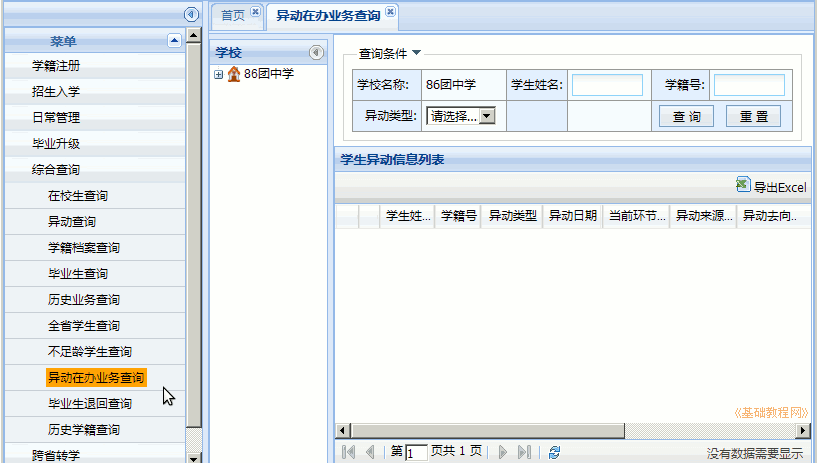 菜单
学籍注册
招生入学
日常管理
毕业升级
综合查询
在校生查询
异动查询
学籍档案查询
毕业生查询
历史业务查询
全省学生查询
不足龄学生查询
异动在办业务查询
毕业生退回查询
历史学籍查询
跨省转学
首页 异动在办业务查询
学校
86团中学
查询条件
学校名称: 86团中学 学生姓名: 学籍号:
异动类型: 请选择... 查 询 重 置
学生异动信息列表
导出Excel
学生姓... 学籍号 异动类型 异动日期 当前环节... 异动来源... 异动去向..
《基础教程网》
第 1 页共 1 页 没有数据需要显示